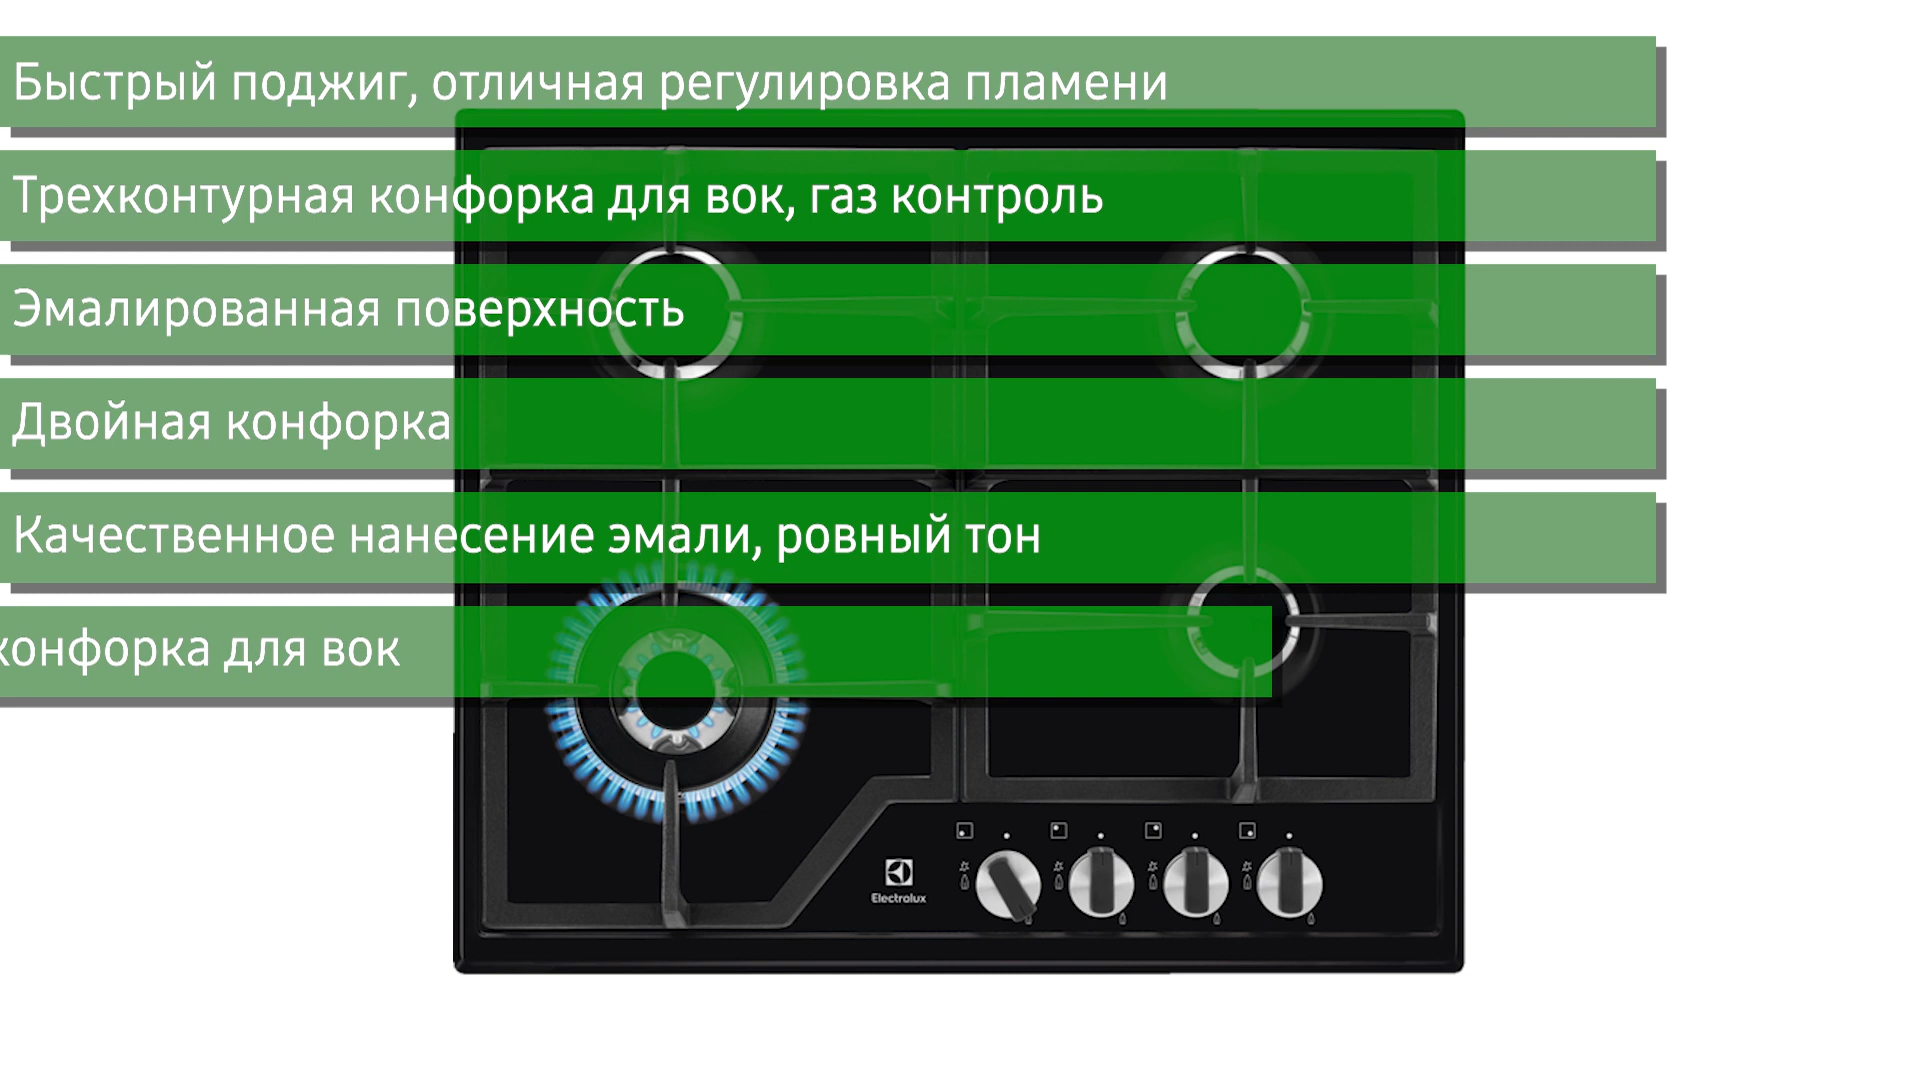 Быстрый поджиг, отличная регулировка пламени
Трехконтурная конфорка для вок, газ контроль
Эмалированная поверхность
Двойная конфорка
Качественное нанесение эмали, ровный тон
конфорка для вок
Electrolux